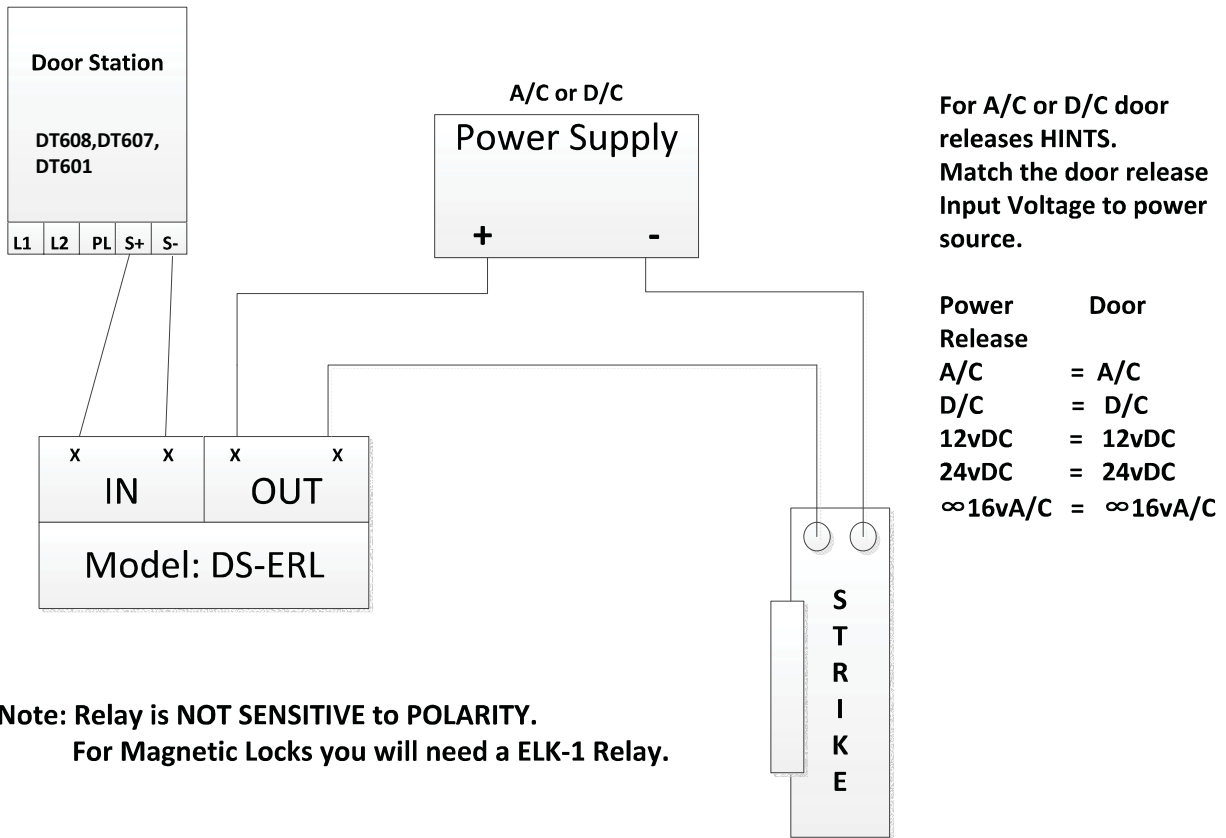 Door Station
DT608,DT607,
DT601
L1 L2 PL S+ S-
A/C or D/C
Power Supply
+ -
For A/C or D/C door
releases HINTS.
Match the door release
Input Voltage to power
source.
Power Door
Release
A/C = A/C
D/C = D/C
12vDC = 12vDC
24vDC = 24vDC
∞16vA/C = ∞16vA/C
X X X X
IN OUT
Model: DS-ERL
S
T
R
I
K
E
Note: Relay is NOT SENSITIVE to POLARITY.
For Magnetic Locks you will need a ELK-1 Relay.